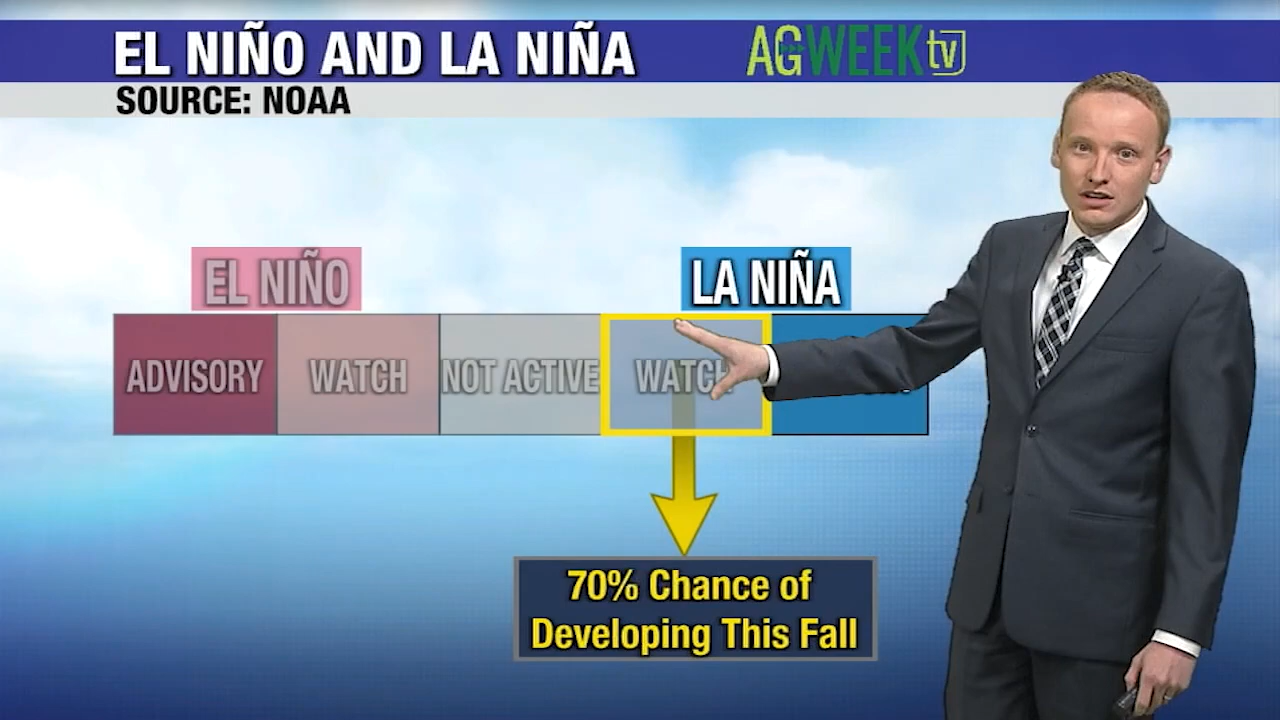 EL NIÑO AND LA NIÑA
AGWEEK tv
SOURCE: NOAA
EL NIÑO
LA NIÑA
ADVISORY
WATCH
NOT ACTIVE
WATCH
70% Chance of
Developing This Fall